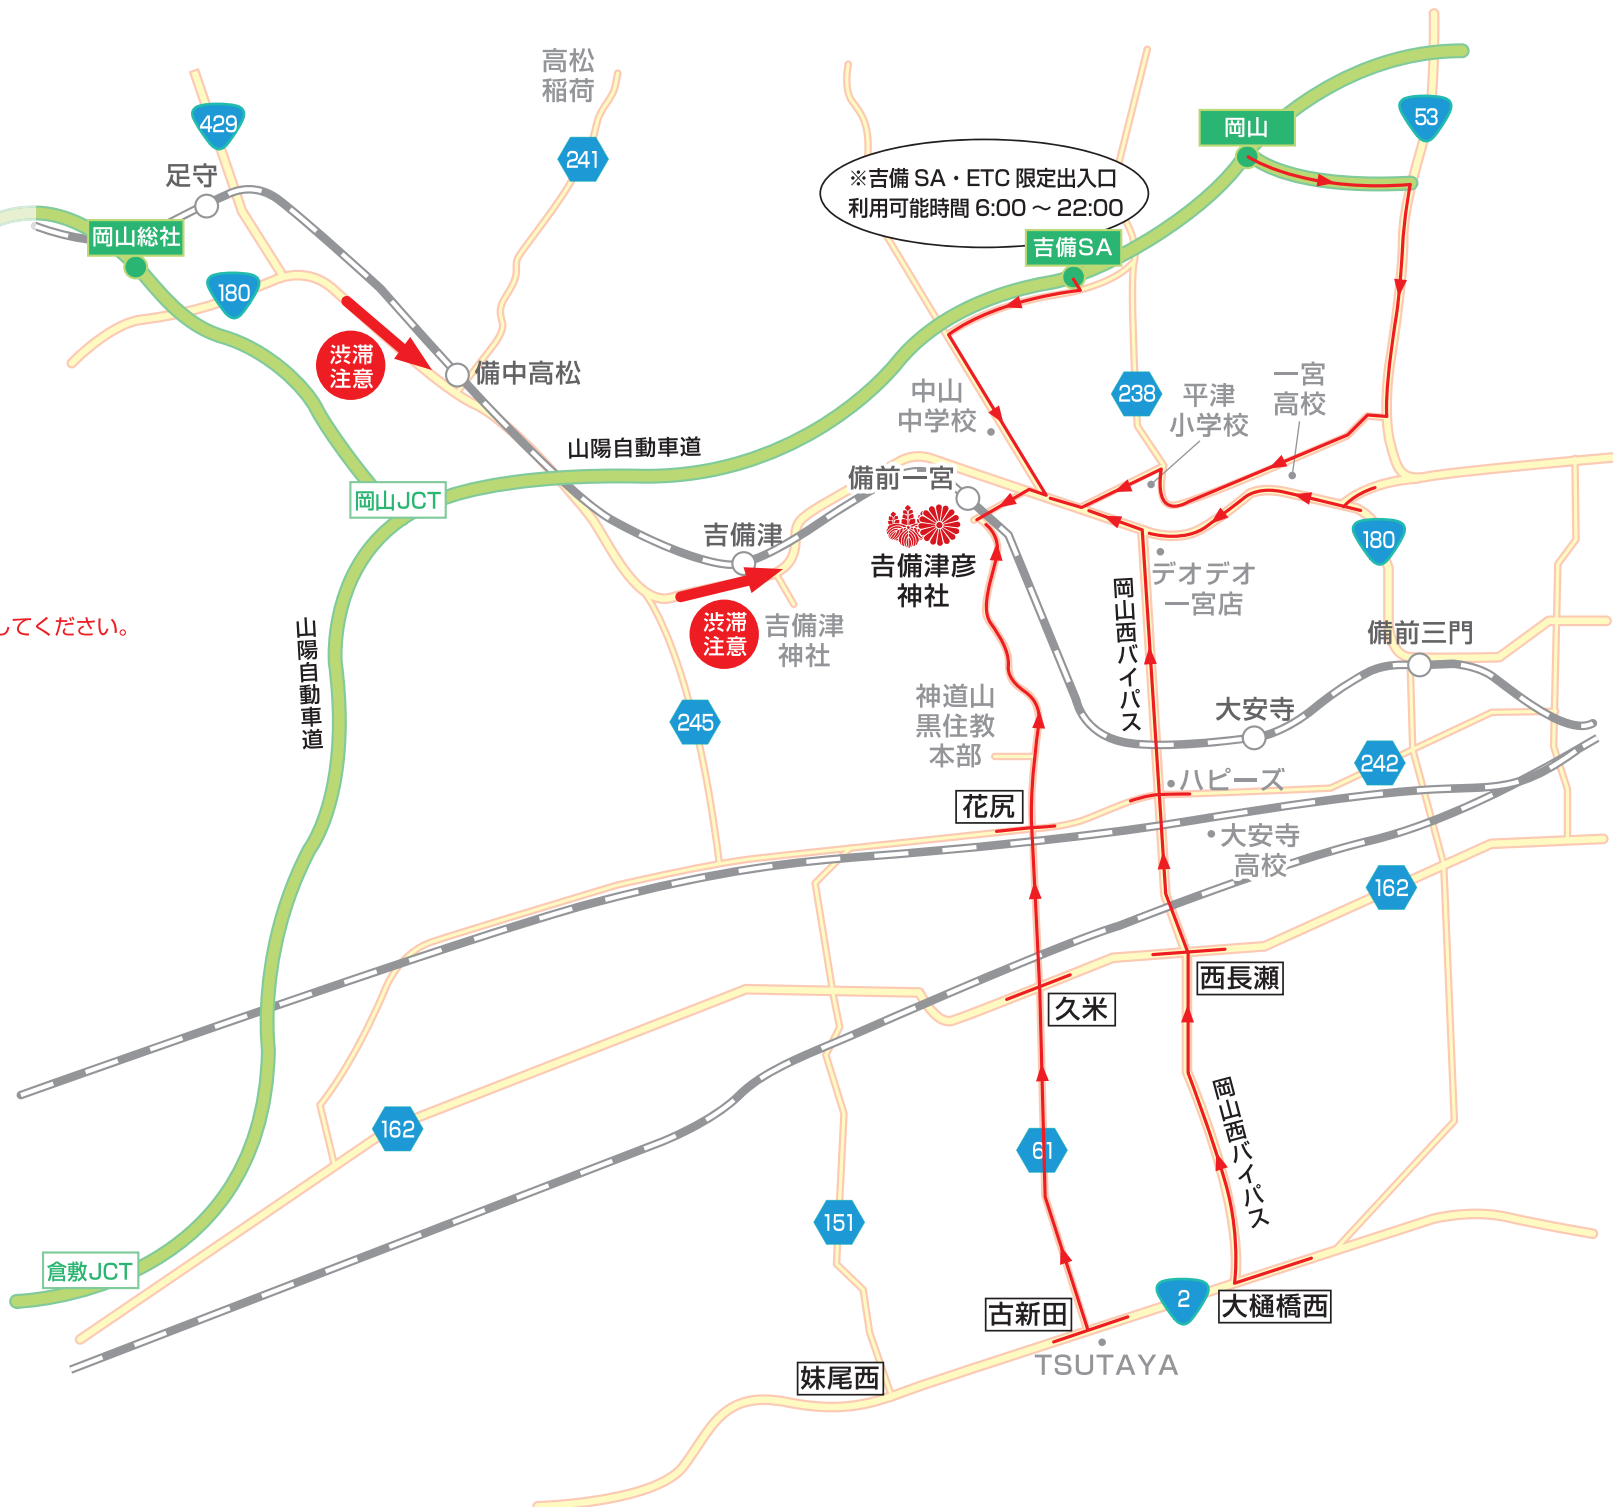 高松
稲荷
429
241
53
岡山
足守
※吉備 SA・ETC 限定出入口
利用可能時間 6:00 ～ 22:00
岡山総社
吉備SA
180
渋滞
注意
備中高松
中山
中学校
238
平津
小学校
一宮
高校
山陽自動車道
岡山JCT
備前一宮
吉備津
吉備津彦
神社
180
デオデオ
一宮店
岡山西バイパス
してください。
渋滞
注意
吉備津
神社
山陽自動車道
備前三門
神道山
黒住教
本部
245
大安寺
242
ハピーズ
花尻
大安寺
高校
162
西長瀬
久米
162
61
岡山西バイパス
151
倉敷JCT
2
大樋橋西
古新田
TSUTAYA
妹尾西